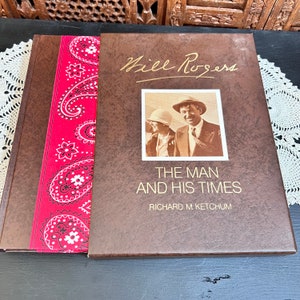 Will Rogers
THE MAN
AND HIS TIMES
RICHARD M. KETCHUM